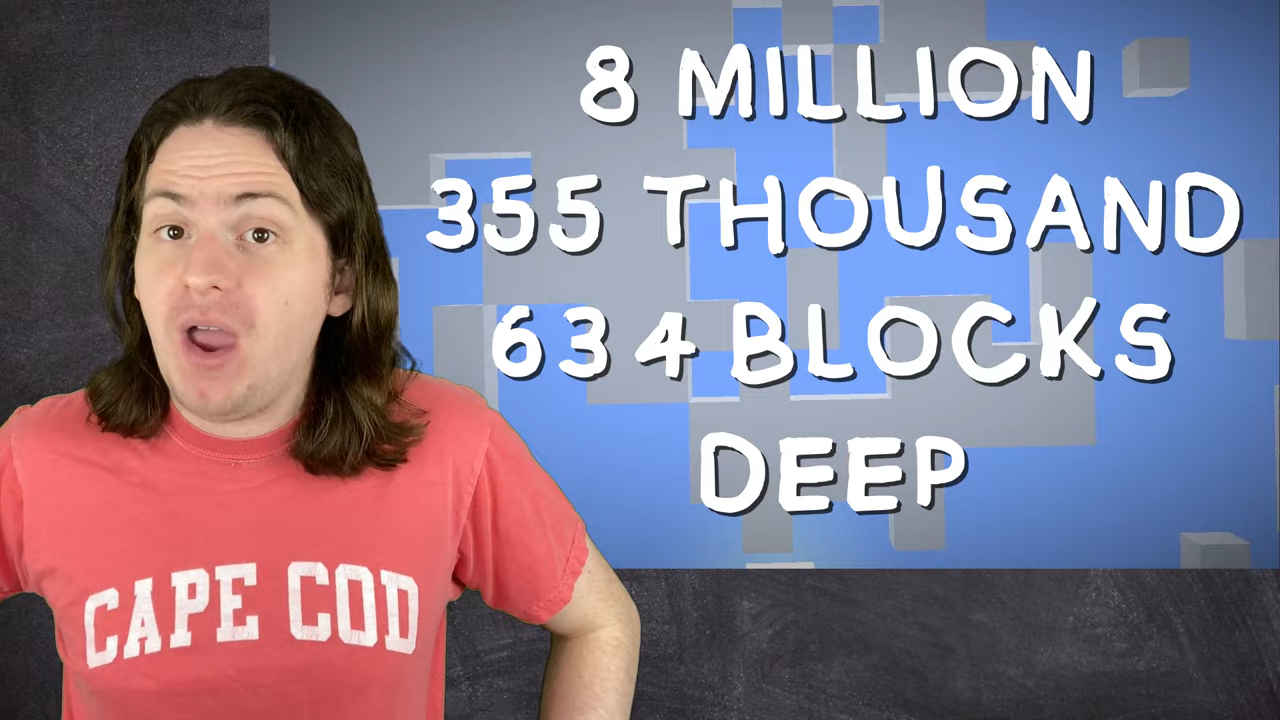 8 MILLION
355 THOUSAND
634 BLOCKS
DEEP
CAPE COD